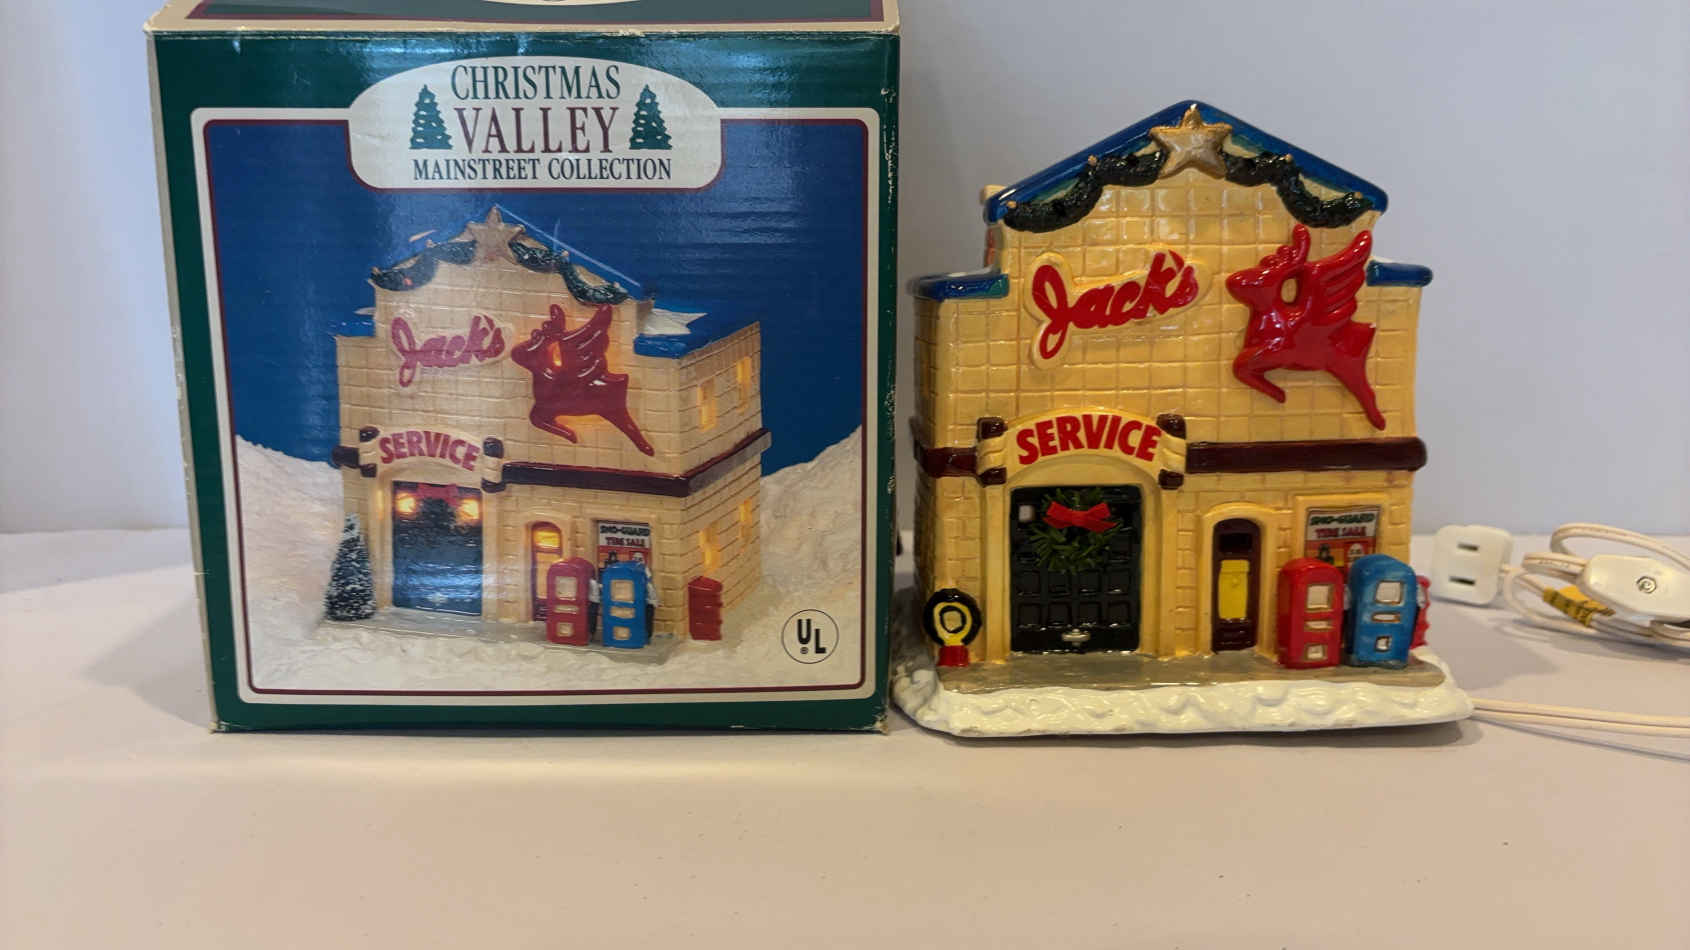 CHRISTMAS
VALLEY
MAINSTREET COLLECTION
Jack's
SERVICE
SNO-GUARD
TIRE SALE
UL
Jack's
SERVICE
SNO-GUARD
TIRE SALE